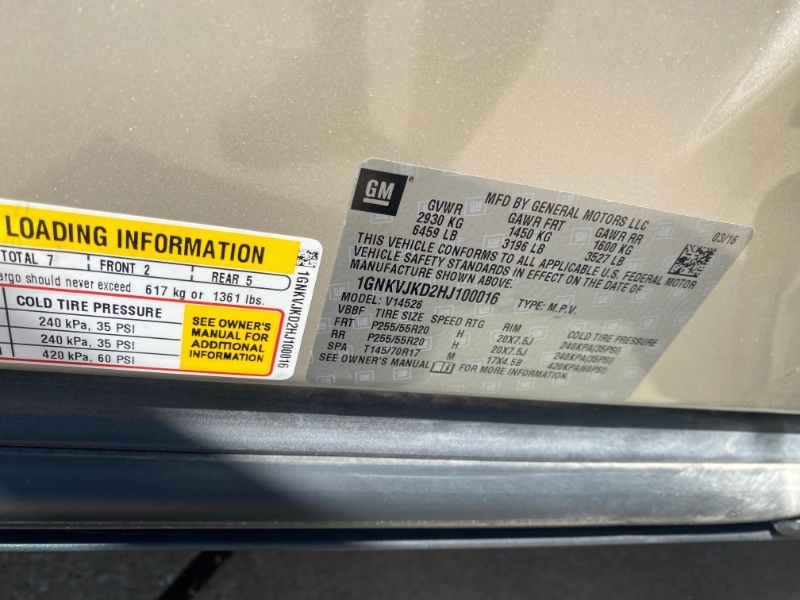 LOADING INFORMATION
TOTAL 7 FRONT 2 REAR 5
argo should never exceed 617 kg or 1361 lbs.
COLD TIRE PRESSURE
240 kPa, 35 PSI
240 kPa, 35 PSI
420 kPa, 60 PSI
SEE OWNER'S
MANUAL FOR
ADDITIONAL
INFORMATION
1GNKVJKD2HJ100016
GM
MFD BY GENERAL MOTORS LLC
03/16
GVWR GAWR FRT GAWR RR
2930 KG 1450 KG 1600 KG
6459 LB 3196 LB 3527 LB
THIS VEHICLE CONFORMS TO ALL APPLICABLE U.S. FEDERAL MOTOR
VEHICLE SAFETY STANDARDS IN EFFECT ON THE DATE OF
MANUFACTURE SHOWN ABOVE.
1GNKVJKD2HJ100016 TYPE: M.P.V.
MODEL: V14526
VBBF TIRE SIZE SPEED RTG RIM COLD TIRE PRESSURE
FRT P255/55R20 H 20X7.5J 240KPA(35PSI)
RR P255/55R20 H 20X7.5J 240KPA(35PSI)
SPA T145/70R17 M 17X4.5B 420KPA(60PSI)
SEE OWNER'S MANUAL FOR MORE INFORMATION